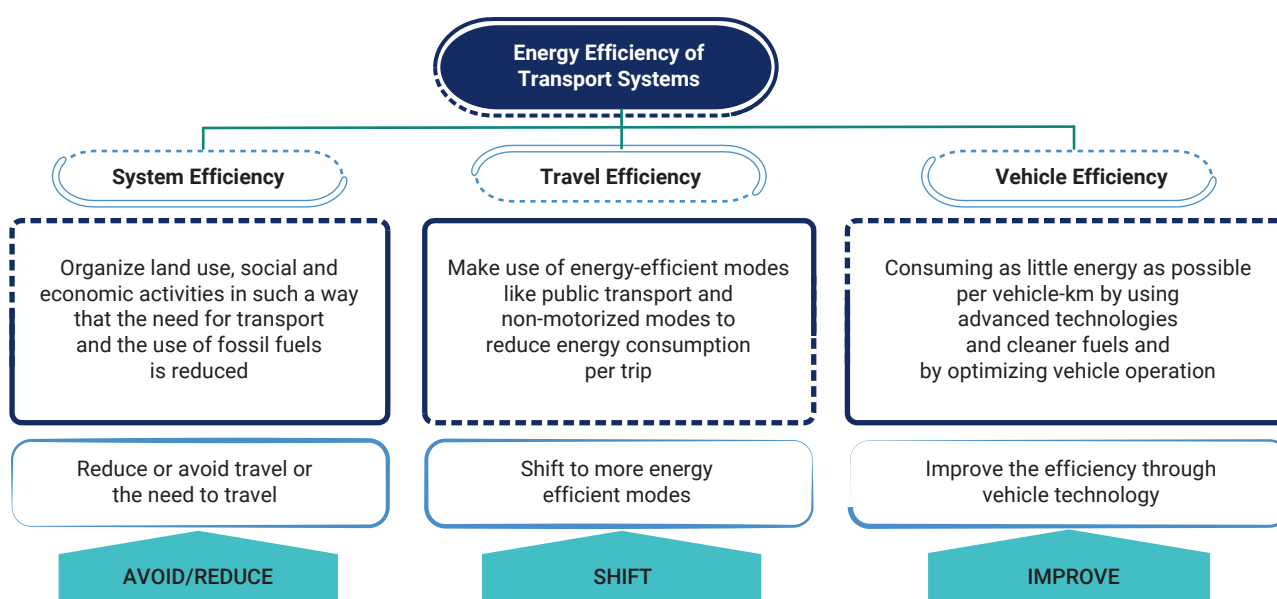 Energy Efficiency of
Transport Systems
System Efficiency
Organize land use, social and
economic activities in such a way
that the need for transport
and the use of fossil fuels
is reduced
Reduce or avoid travel or
the need to travel
AVOID/REDUCE
Travel Efficiency
Make use of energy-efficient modes
like public transport and
non-motorized modes to
reduce energy consumption
per trip
Shift to more energy
efficient modes
SHIFT
Vehicle Efficiency
Consuming as little energy as possible
per vehicle-km by using
advanced technologies
and cleaner fuels and
by optimizing vehicle operation
Improve the efficiency through
vehicle technology
IMPROVE